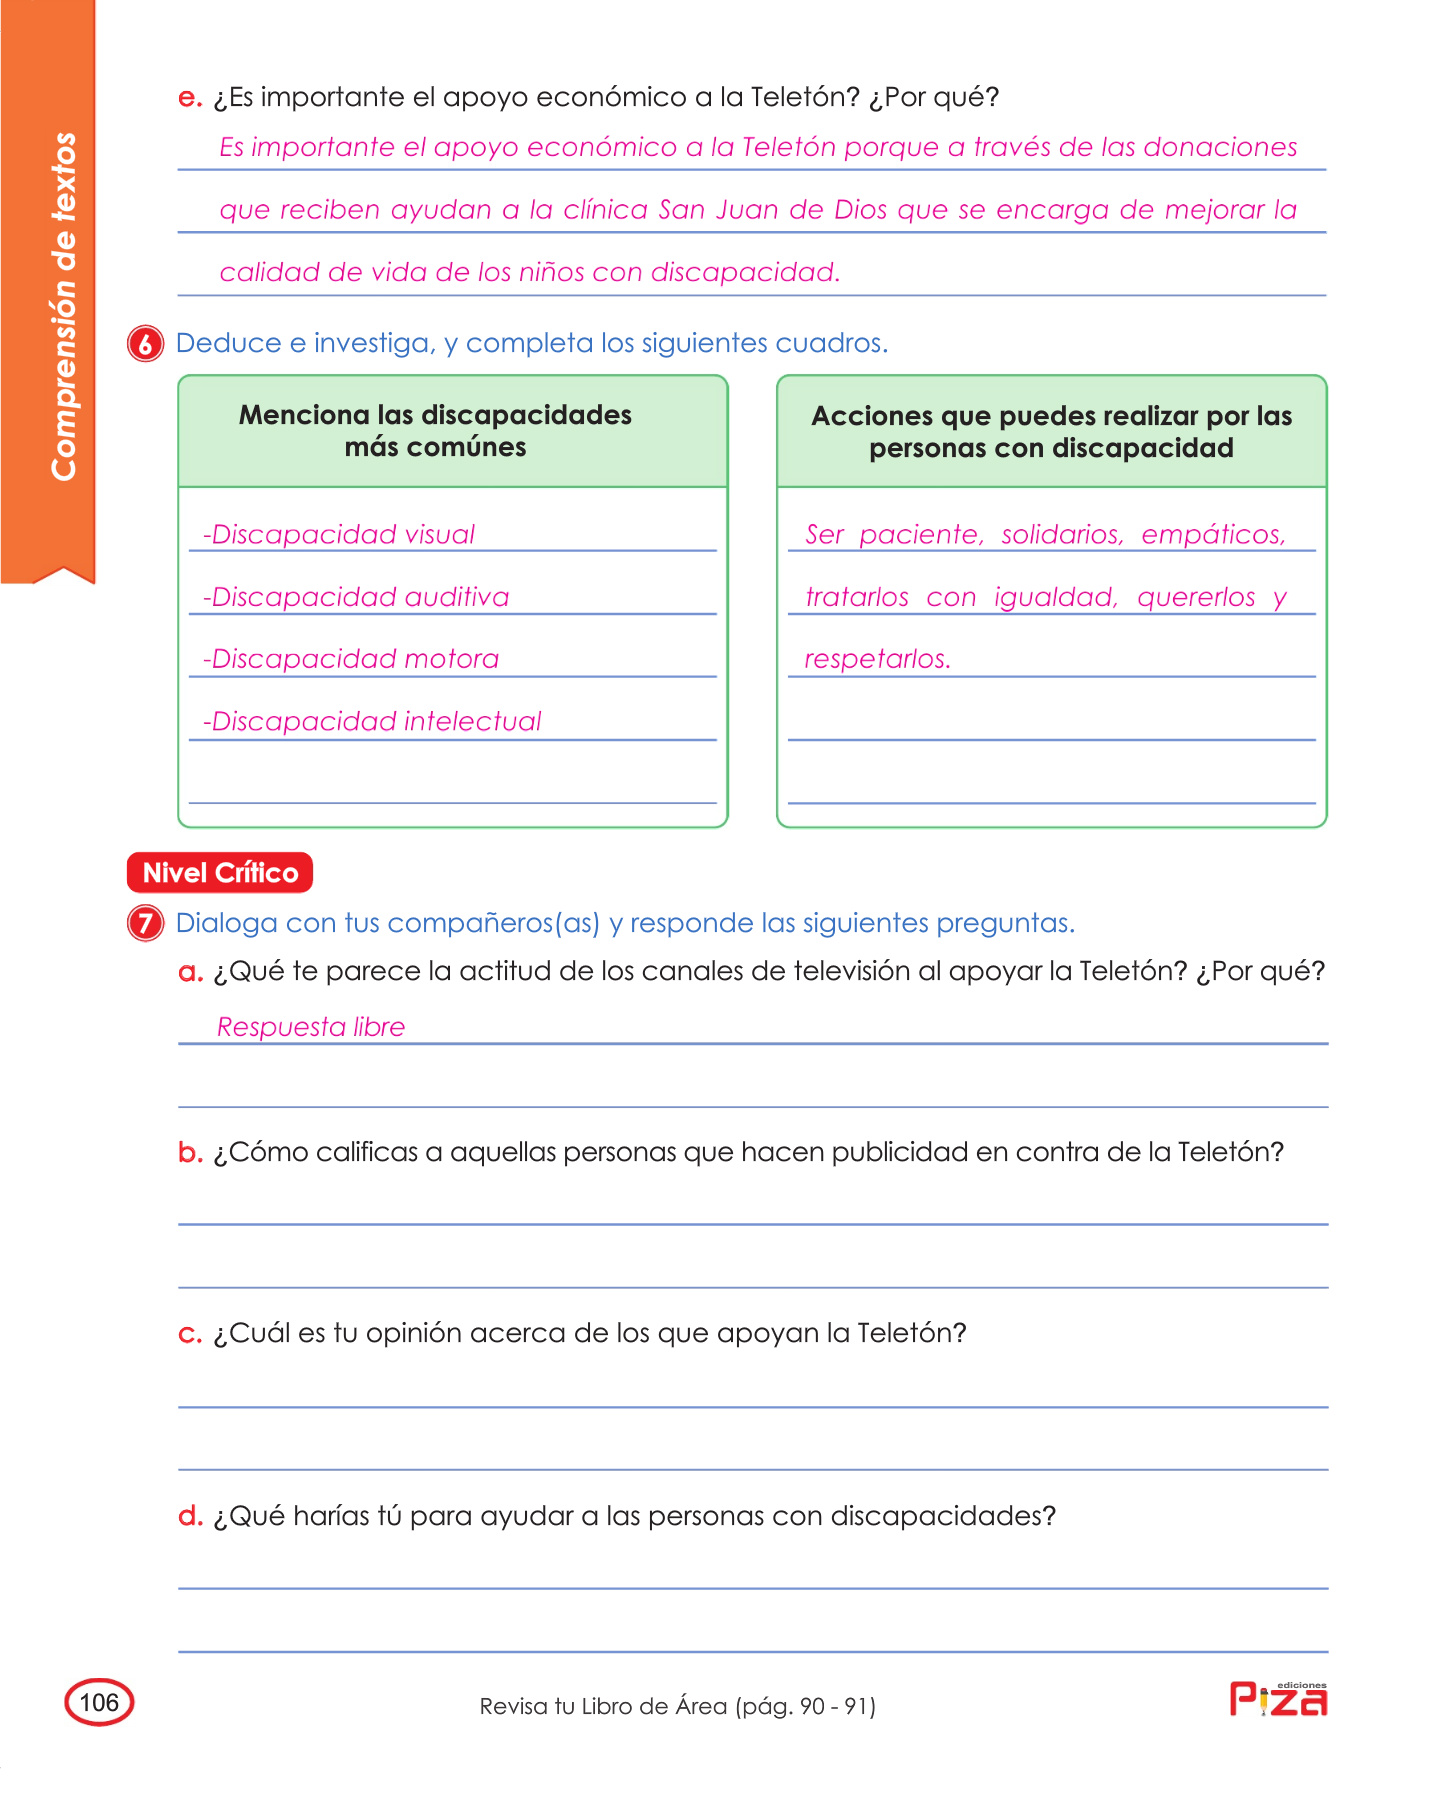 Comprensión de textos
e. ¿Es importante el apoyo económico a la Teletón? ¿Por qué?
Es importante el apoyo económico a la Teletón porque a través de las donaciones
que reciben ayudan a la clínica San Juan de Dios que se encarga de mejorar la
calidad de vida de los niños con discapacidad.
6 Deduce e investiga, y completa los siguientes cuadros.
Menciona las discapacidades
más comúnes
-Discapacidad visual
-Discapacidad auditiva
-Discapacidad motora
-Discapacidad intelectual
Acciones que puedes realizar por las
personas con discapacidad
Ser paciente, solidarios, empáticos,
tratarlos con igualdad, quererlos y
respetarlos.
Nivel Crítico
7 Dialoga con tus compañeros(as) y responde las siguientes preguntas.
a. ¿Qué te parece la actitud de los canales de televisión al apoyar la Teletón? ¿Por qué?
Respuesta libre
b. ¿Cómo calificas a aquellas personas que hacen publicidad en contra de la Teletón?
c. ¿Cuál es tu opinión acerca de los que apoyan la Teletón?
d. ¿Qué harías tú para ayudar a las personas con discapacidades?
106
Revisa tu Libro de Área (pág. 90 - 91)
ediciones
Piza